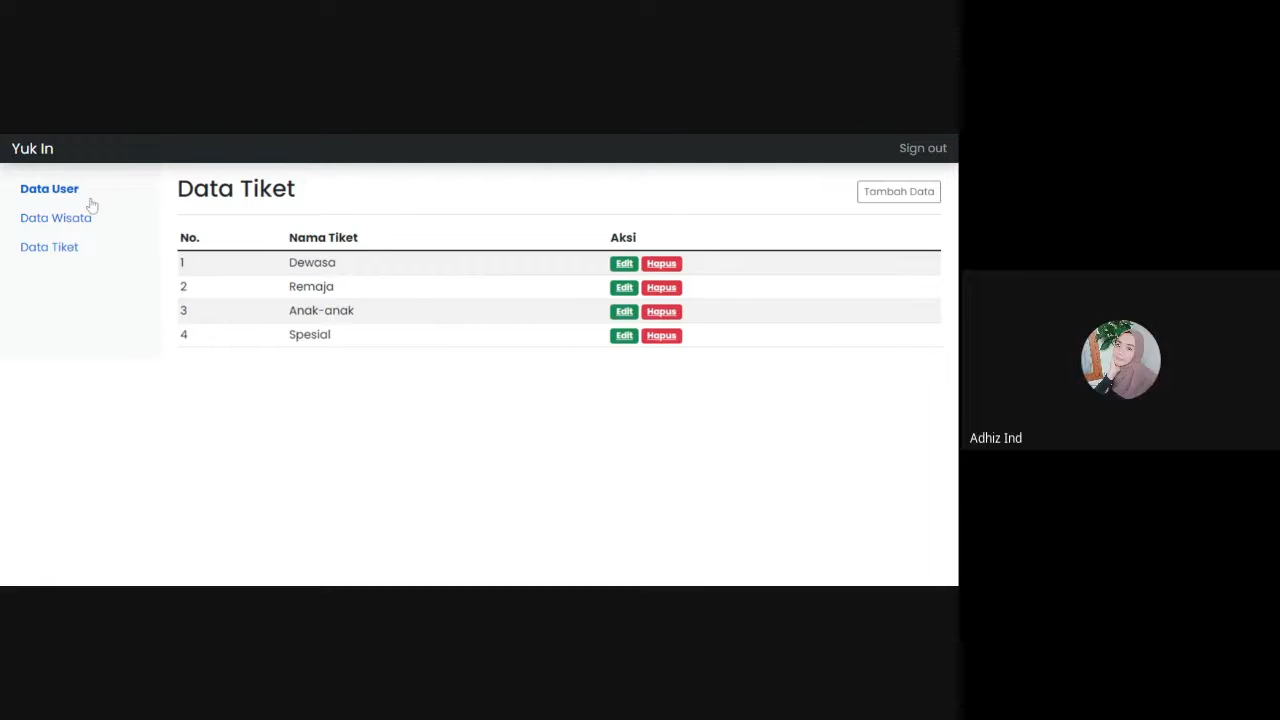 Yuk In
Sign out
Data User
Data Wisata
Data Tiket
Data Tiket
Tambah Data
No. Nama Tiket Aksi
1 Dewasa Edit Hapus
2 Remaja Edit Hapus
3 Anak-anak Edit Hapus
4 Spesial Edit Hapus
Adhiz Ind